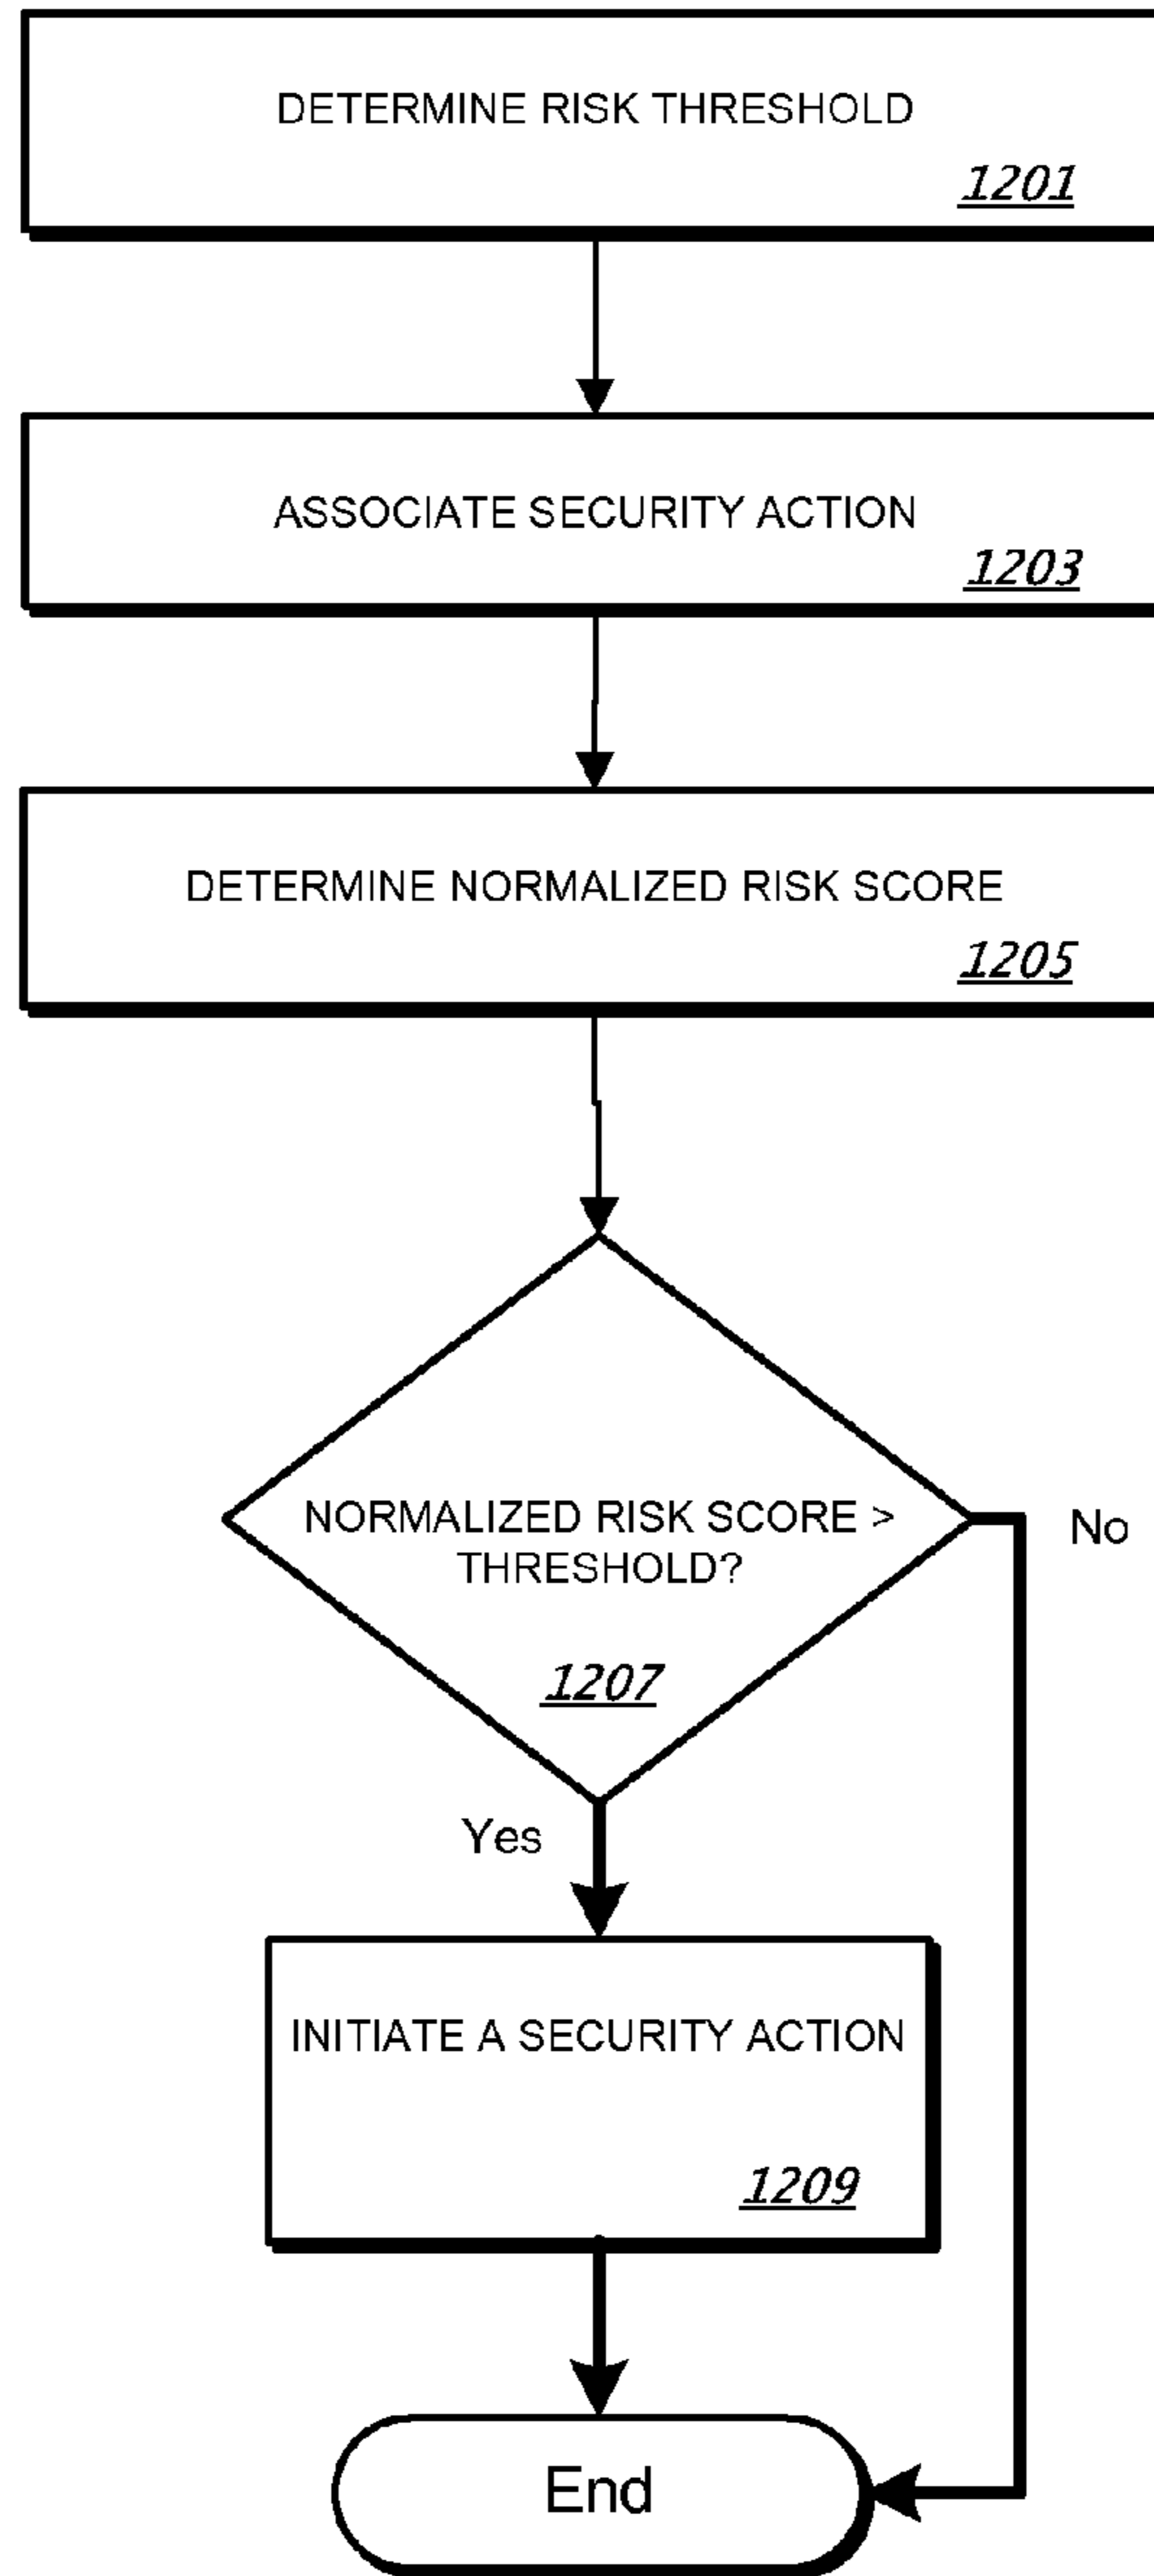 DETERMINE RISK THRESHOLD
1201
ASSOCIATE SECURITY ACTION
1203
DETERMINE NORMALIZED RISK SCORE
1205
NORMALIZED RISK SCORE >
THRESHOLD?
1207
No
Yes
INITIATE A SECURITY ACTION
1209
End